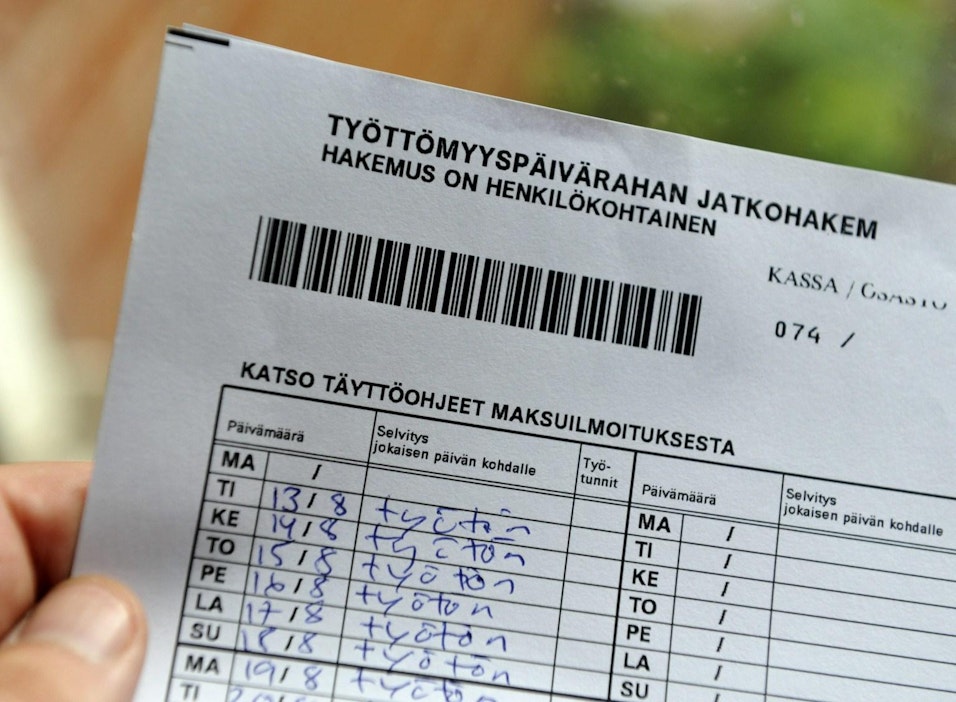 TYÖTTÖMYYSPÄIVÄRAHAN JATKOHAKEM
HAKEMUS ON HENKILÖKOHTAINEN
KASSA / OSASTO
074 /
KATSO TÄYTTÖOHJEET MAKSUILMOITUKSESTA
Päivämäärä
Selvitys
jokaisen päivän kohdalle
Työ-
tunnit
Päivämäärä
Selvitys
jokaisen päivän kohdalle
MA /
TI 13/8 työtön
KE 14/8 työtön
TO 15/8 työtön
PE 16/8 työtön
LA 17/8 työtön
SU 18/8 työtön
MA 19/8 työtön
TI
MA /
TI /
KE /
TO /
PE /
LA /
SU